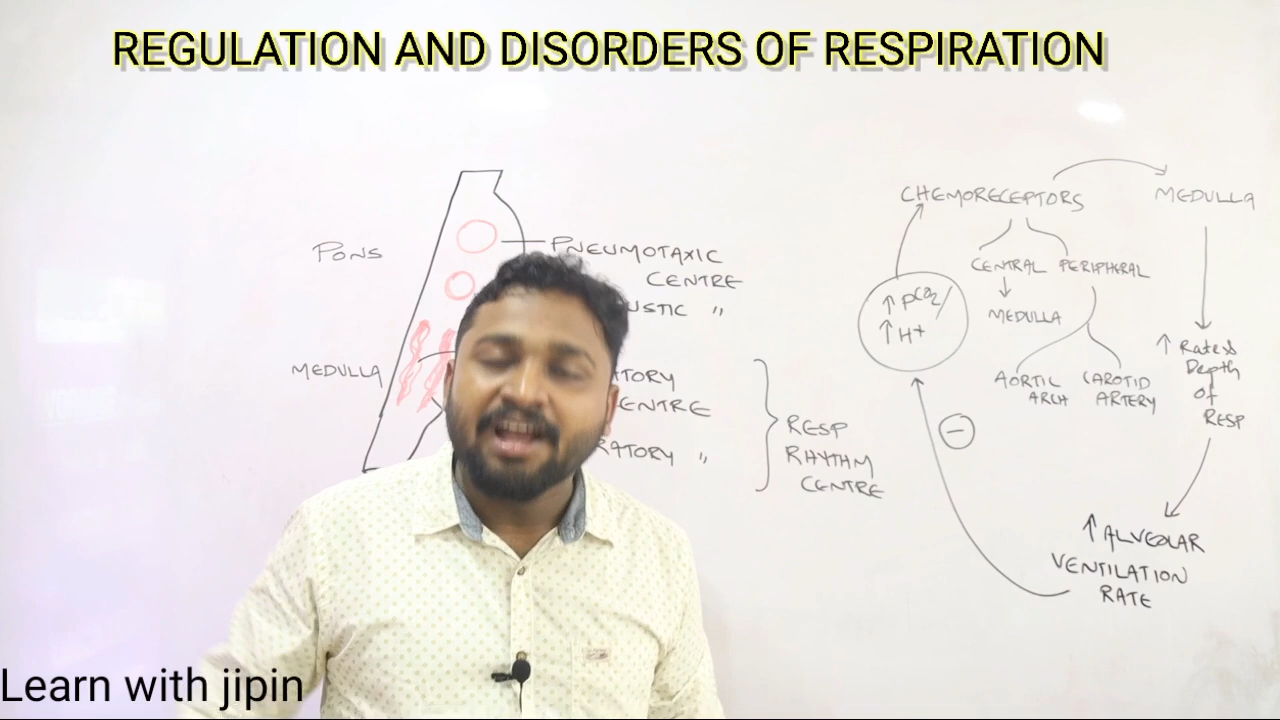 REGULATION AND DISORDERS OF RESPIRATION
PONS
PNEUMOTAXIC
CENTRE
MEDULLA
RESP
RHYTHM
CENTRE
CHEMORECEPTORS
MEDULLA
CENTRAL PERIPHERAL
MEDULLA
AORTIC
ARCH
CAROTID
ARTERY
↑ pCO2/
↑ H+
↑ Rate &
Depth
of
RESP
↑ ALVEOLAR
VENTILATION
RATE
−
Learn with jipin